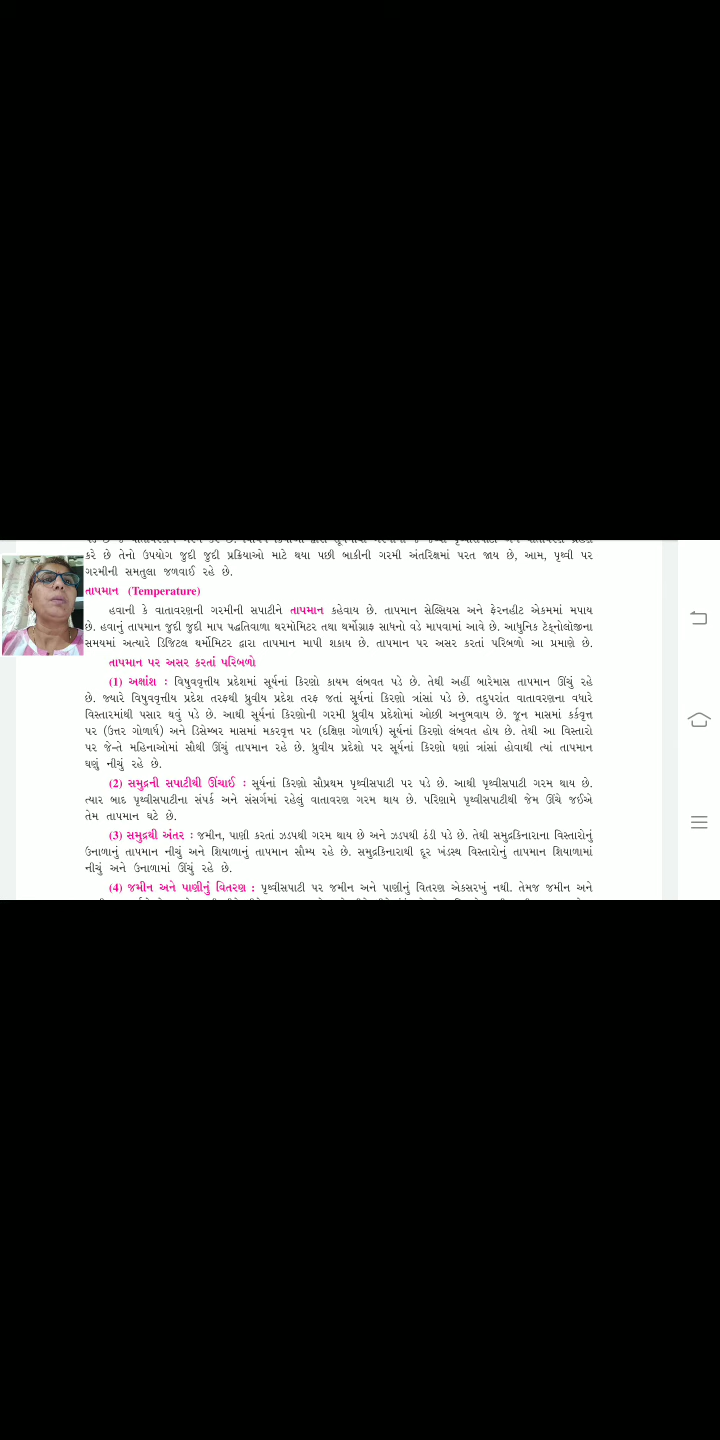 કરે છે તેનો ઉપયોગ જુદી જુદી પ્રક્રિયાઓ માટે થયા પછી બાકીની ગરમી અંતરિક્ષમાં પરત જાય છે, આમ, પૃથ્વી પર
ગરમીની સમતુલા જળવાઈ રહે છે.
તાપમાન (Temperature)
હવાની કે વાતાવરણની ગરમીની સપાટીને તાપમાન કહેવાય છે. તાપમાન સેલ્સિયસ અને ફેરનહીટ એકમમાં મપાય
છે. હવાનું તાપમાન જુદી જુદી માપ પદ્ધતિવાળા થરમૉમિટર તથા થર્મોગ્રાફ સાધનો વડે માપવામાં આવે છે. આધુનિક ટેક્નોલૉજીના
સમયમાં અત્યારે ડિજિટલ થર્મોમિટર દ્વારા તાપમાન માપી શકાય છે. તાપમાન પર અસર કરતાં પરિબળો આ પ્રમાણે છે.
તાપમાન પર અસર કરતાં પરિબળો
(1) અક્ષાંશ : વિષુવવૃત્તીય પ્રદેશમાં સૂર્યનાં કિરણો કાયમ લંબવત પડે છે. તેથી અહીં બારેમાસ તાપમાન ઊંચું રહે
છે. જ્યારે વિષુવવૃત્તીય પ્રદેશ તરફથી ધ્રુવીય પ્રદેશ તરફ જતાં સૂર્યનાં કિરણો ત્રાંસાં પડે છે. તદુપરાંત વાતાવરણના વધારે
વિસ્તારમાંથી પસાર થવું પડે છે. આથી સૂર્યનાં કિરણોની ગરમી ધ્રુવીય પ્રદેશોમાં ઓછી અનુભવાય છે. જૂન માસમાં કર્કવૃત્ત
પર (ઉત્તર ગોળાર્ધ) અને ડિસેમ્બર માસમાં મકરવૃત્ત પર (દક્ષિણ ગોળાર્ધ) સૂર્યનાં કિરણો લંબવત હોય છે. તેથી આ વિસ્તારો
પર જે-તે મહિનાઓમાં સૌથી ઊંચું તાપમાન રહે છે. ધ્રુવીય પ્રદેશો પર સૂર્યનાં કિરણો ઘણાં ત્રાંસાં હોવાથી ત્યાં તાપમાન
ઘણું નીચું રહે છે.
(2) સમુદ્રની સપાટીથી ઊંચાઈ : સૂર્યનાં કિરણો સૌપ્રથમ પૃથ્વીસપાટી પર પડે છે. આથી પૃથ્વીસપાટી ગરમ થાય છે.
ત્યાર બાદ પૃથ્વીસપાટીના સંપર્ક અને સંસર્ગમાં રહેલું વાતાવરણ ગરમ થાય છે. પરિણામે પૃથ્વીસપાટીથી જેમ ઊંચે જઈએ
તેમ તાપમાન ઘટે છે.
(3) સમુદ્રથી અંતર : જમીન, પાણી કરતાં ઝડપથી ગરમ થાય છે અને ઝડપથી ઠંડી પડે છે. તેથી સમુદ્રકિનારાના વિસ્તારોનું
ઉનાળાનું તાપમાન નીચું અને શિયાળાનું તાપમાન સૌમ્ય રહે છે. સમુદ્રકિનારાથી દૂર ખંડસ્થ વિસ્તારોનું તાપમાન શિયાળામાં
નીચું અને ઉનાળામાં ઊંચું રહે છે.
(4) જમીન અને પાણીનું વિતરણ : પૃથ્વીસપાટી પર જમીન અને પાણીનું વિતરણ એકસરખું નથી. તેમજ જમીન અને